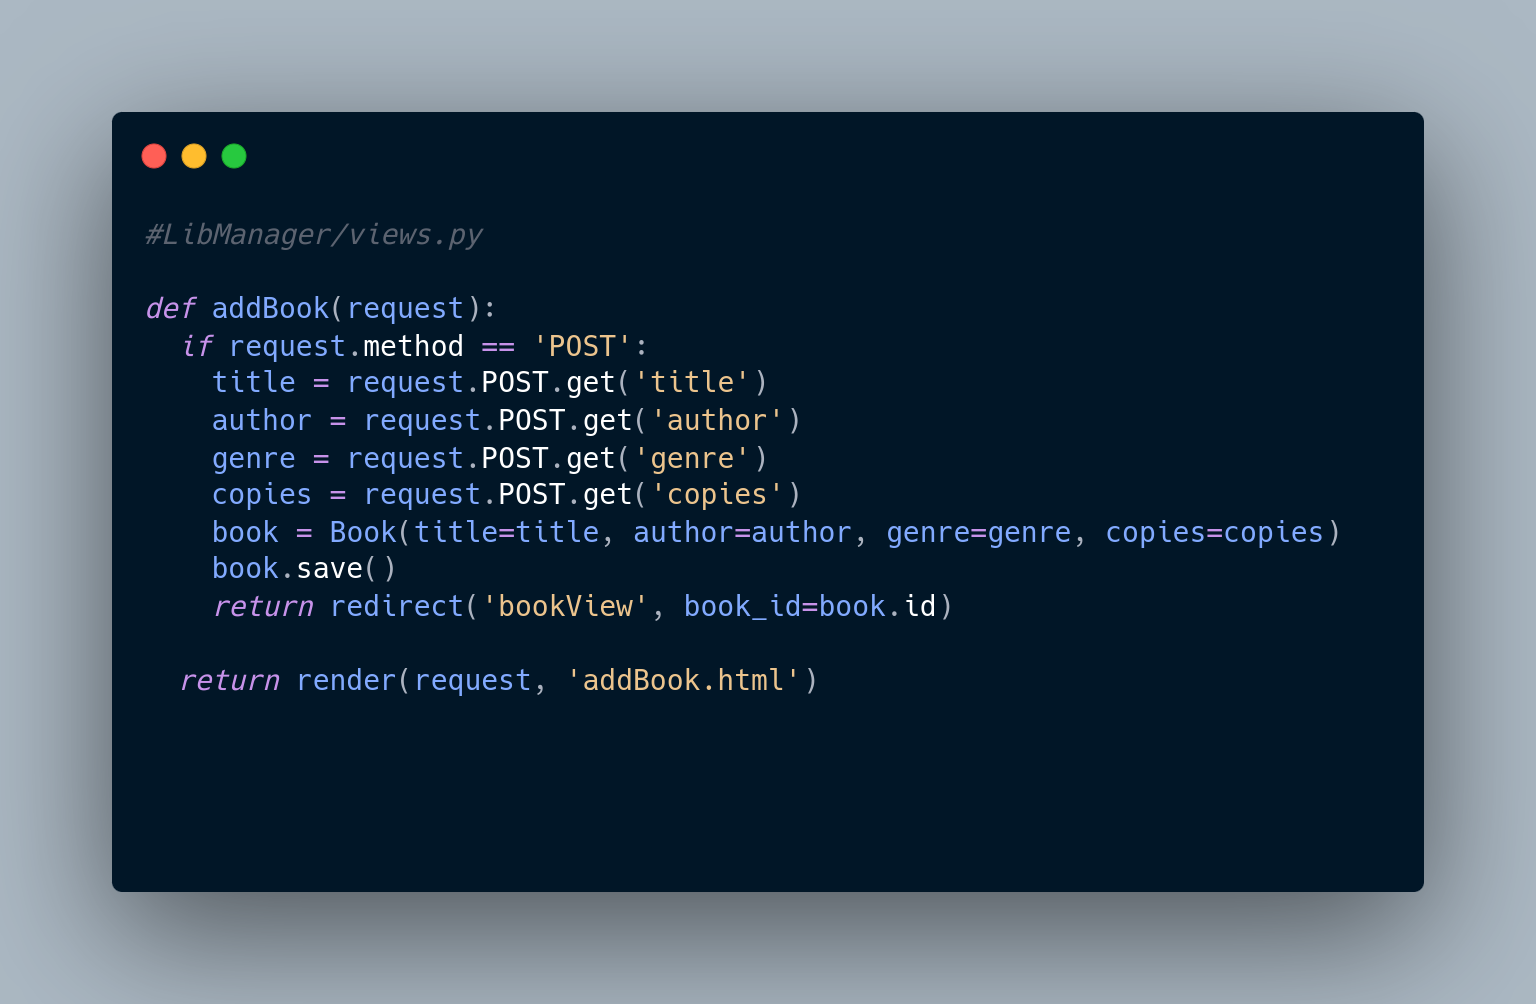 #LibManager/views.py
def addBook(request):
  if request.method == 'POST':
    title = request.POST.get('title')
    author = request.POST.get('author')
    genre = request.POST.get('genre')
    copies = request.POST.get('copies')
    book = Book(title=title, author=author, genre=genre, copies=copies)
    book.save()
    return redirect('bookView', book_id=book.id)
  return render(request, 'addBook.html')